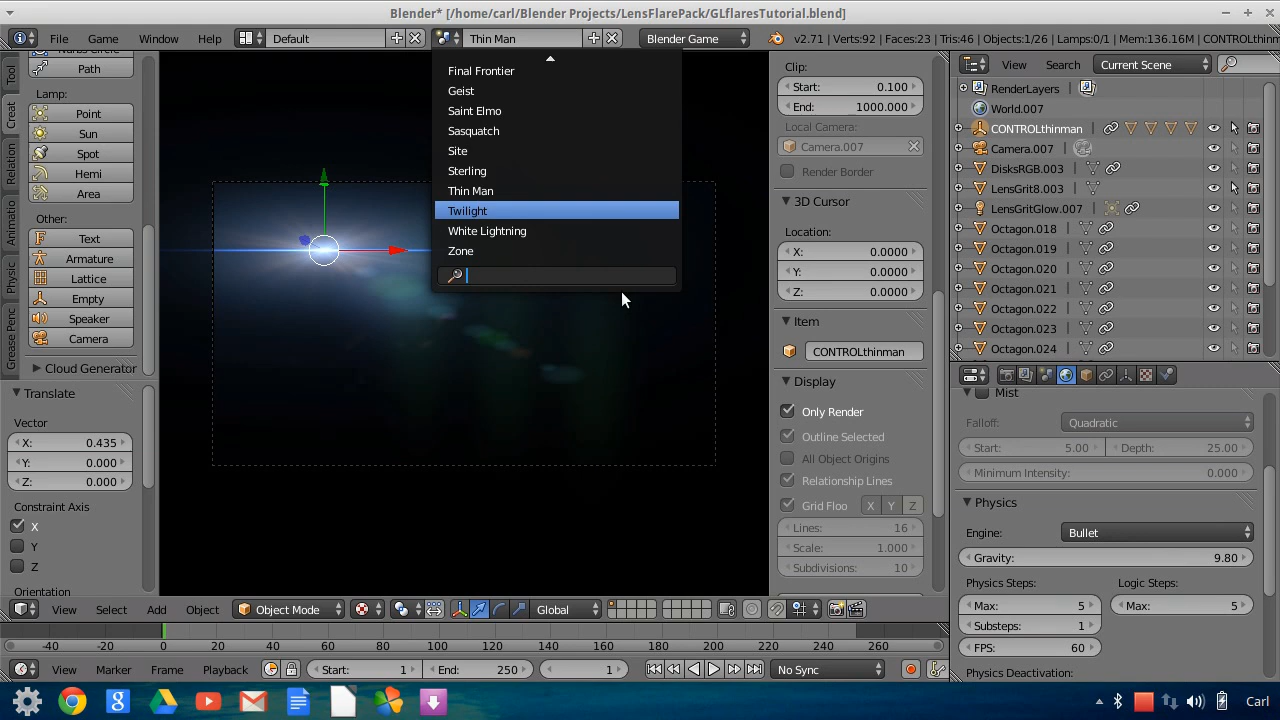 Blender* [/home/carl/Blender Projects/LensFlarePack/GLflaresTutorial.blend]
File Game Window Help Default Thin Man Blender Game v2.71 | Verts:92 | Faces:23 | Tris:46 | Objects:1/26 | Lamps:0/1 | Mem:136.16M | CONTROLthinm
Path
Lamp:
Point
Sun
Spot
Hemi
Area
Other:
Text
Armature
Lattice
Empty
Speaker
Camera
Cloud Generator
Tool
Creat
Relation
Animatio
Physic
Grease Penc
Translate
Vector
X: 0.435
Y: 0.000
Z: 0.000
Constraint Axis
X
Y
Z
Orientation
Final Frontier
Geist
Saint Elmo
Sasquatch
Site
Sterling
Thin Man
Twilight
White Lightning
Zone
Clip:
Start: 0.100
End: 1000.000
Local Camera:
Camera.007
Render Border
3D Cursor
Location:
X: 0.0000
Y: 0.0000
Z: 0.0000
Item
CONTROLthinman
Display
Only Render
Outline Selected
All Object Origins
Relationship Lines
Grid Floo X Y Z
Lines: 16
Scale: 1.000
Subdivisions: 10
View Search Current Scene
RenderLayers
World.007
CONTROLthinman
Camera.007
DisksRGB.003
LensGrit8.003
LensGritGlow.007
Octagon.018
Octagon.019
Octagon.020
Octagon.021
Octagon.022
Octagon.023
Octagon.024
Mist
Falloff: Quadratic
Start: 5.00 Depth: 25.00
Minimum Intensity: 0.000
Physics
Engine: Bullet
Gravity: 9.80
Physics Steps: Logic Steps:
Max: 5 Max: 5
Substeps: 1
FPS: 60
Physics Deactivation:
View Select Add Object Object Mode Global
-40 -20 0 20 40 60 80 100 120 140 160 180 200 220 240 260
View Marker Frame Playback Start: 1 End: 250 1 No Sync
Carl